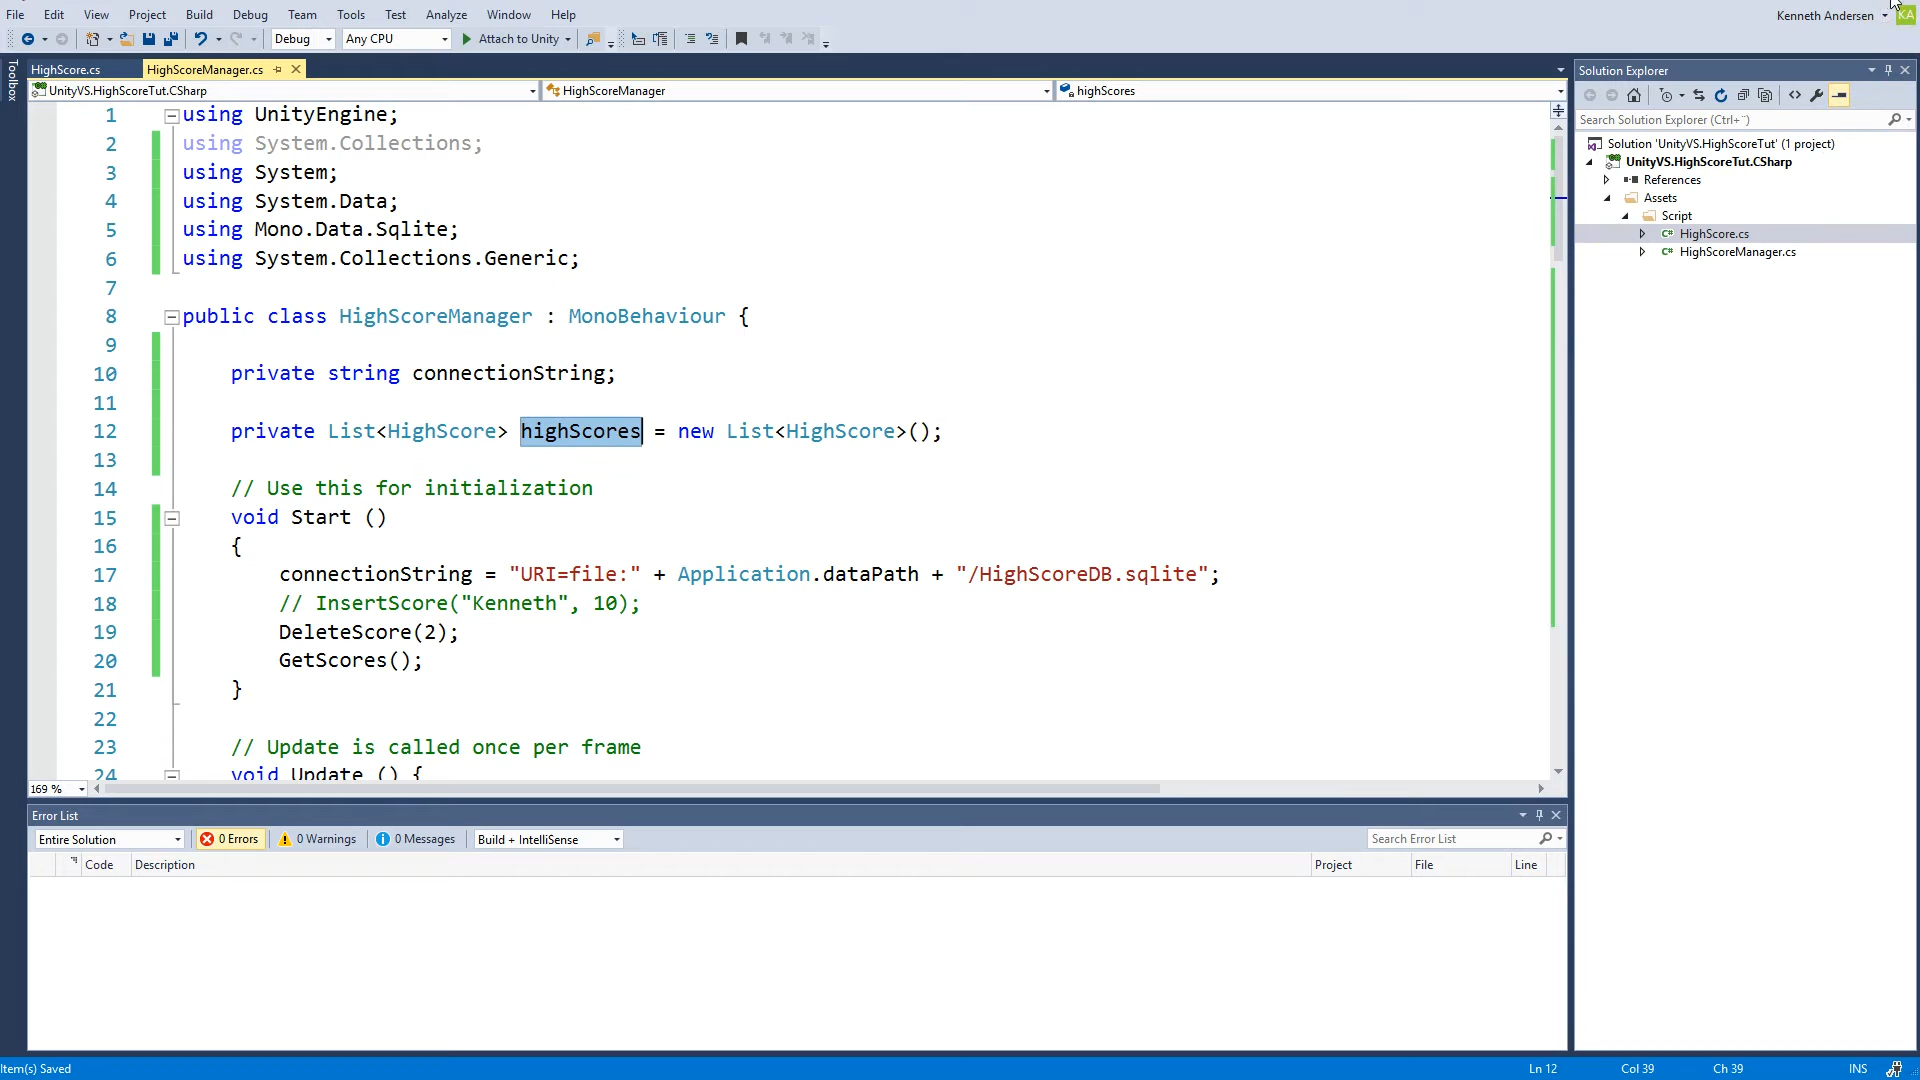 File Edit View Project Build Debug Team Tools Test Analyze Window Help
Kenneth Andersen KA
Debug Any CPU Attach to Unity
Toolbox
HighScore.cs HighScoreManager.cs
UnityVS.HighScoreTut.CSharp HighScoreManager highScores
1 using UnityEngine;
2 using System.Collections;
3 using System;
4 using System.Data;
5 using Mono.Data.Sqlite;
6 using System.Collections.Generic;
7
8 public class HighScoreManager : MonoBehaviour {
9
10 private string connectionString;
11
12 private List<HighScore> highScores = new List<HighScore>();
13
14 // Use this for initialization
15 void Start ()
16 {
17 connectionString = "URI=file:" + Application.dataPath + "/HighScoreDB.sqlite";
18 // InsertScore("Kenneth", 10);
19 DeleteScore(2);
20 GetScores();
21 }
22
23 // Update is called once per frame
24 void Update () {
169 %
Solution Explorer
Search Solution Explorer (Ctrl+¨)
Solution 'UnityVS.HighScoreTut' (1 project)
UnityVS.HighScoreTut.CSharp
References
Assets
Script
C# HighScore.cs
C# HighScoreManager.cs
Error List
Entire Solution 0 Errors 0 Warnings 0 Messages Build + IntelliSense Search Error List
Code Description Project File Line
Item(s) Saved Ln 12 Col 39 Ch 39 INS